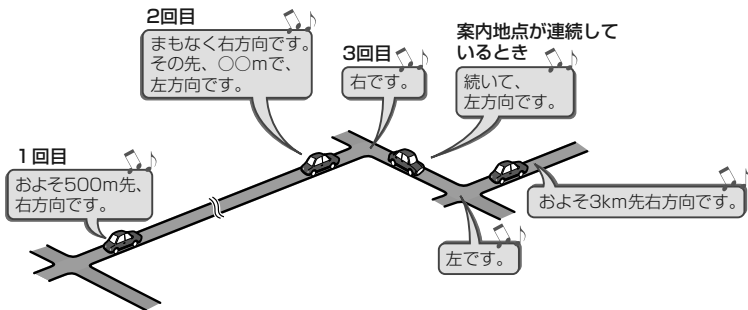 1回目
およそ500m先、
右方向です。
2回目
まもなく右方向です。
その先、○○mで、
左方向です。
3回目
右です。
案内地点が連続して
いるとき
続いて、
左方向です。
左です。
およそ3km先右方向です。